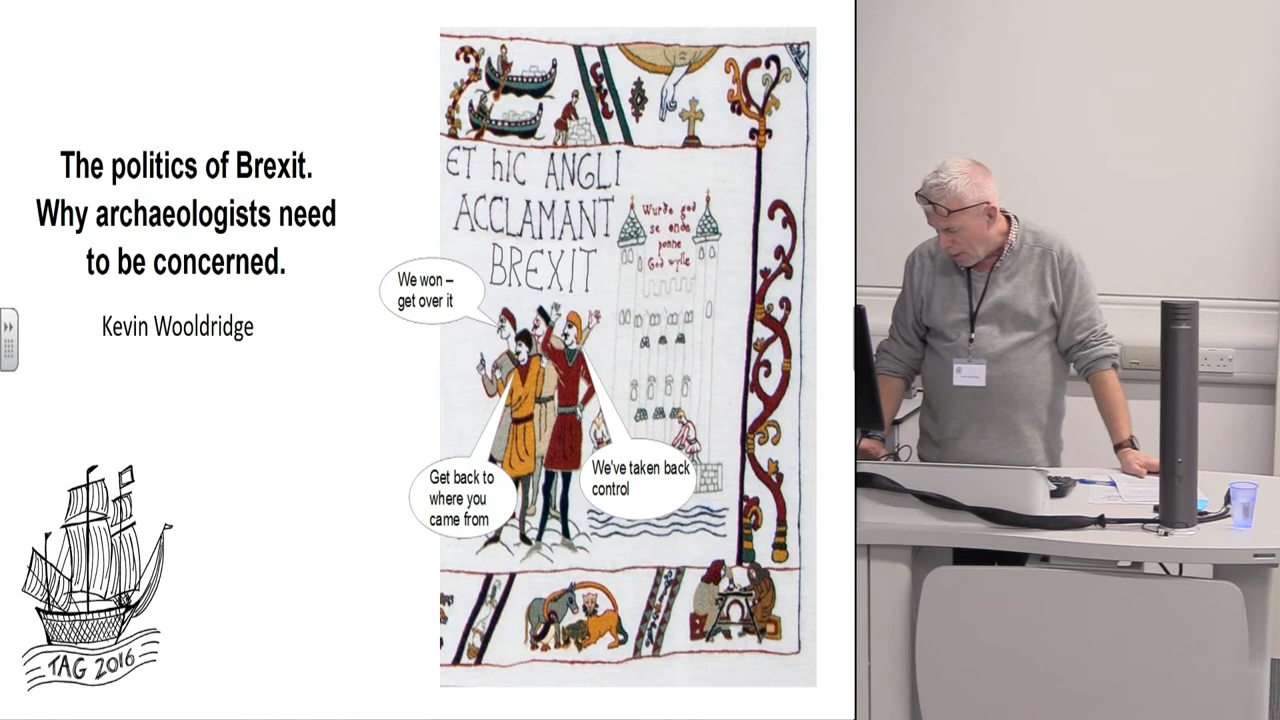 The politics of Brexit.
Why archaeologists need
to be concerned.
Kevin Wooldridge
TAG 2016
ET hIC ANGLI
ACCLAMANT
BREXIT
Wurðe god
se ende
þonne
God wylle
We won –
get over it
Get back to
where you
came from
We've taken back
control